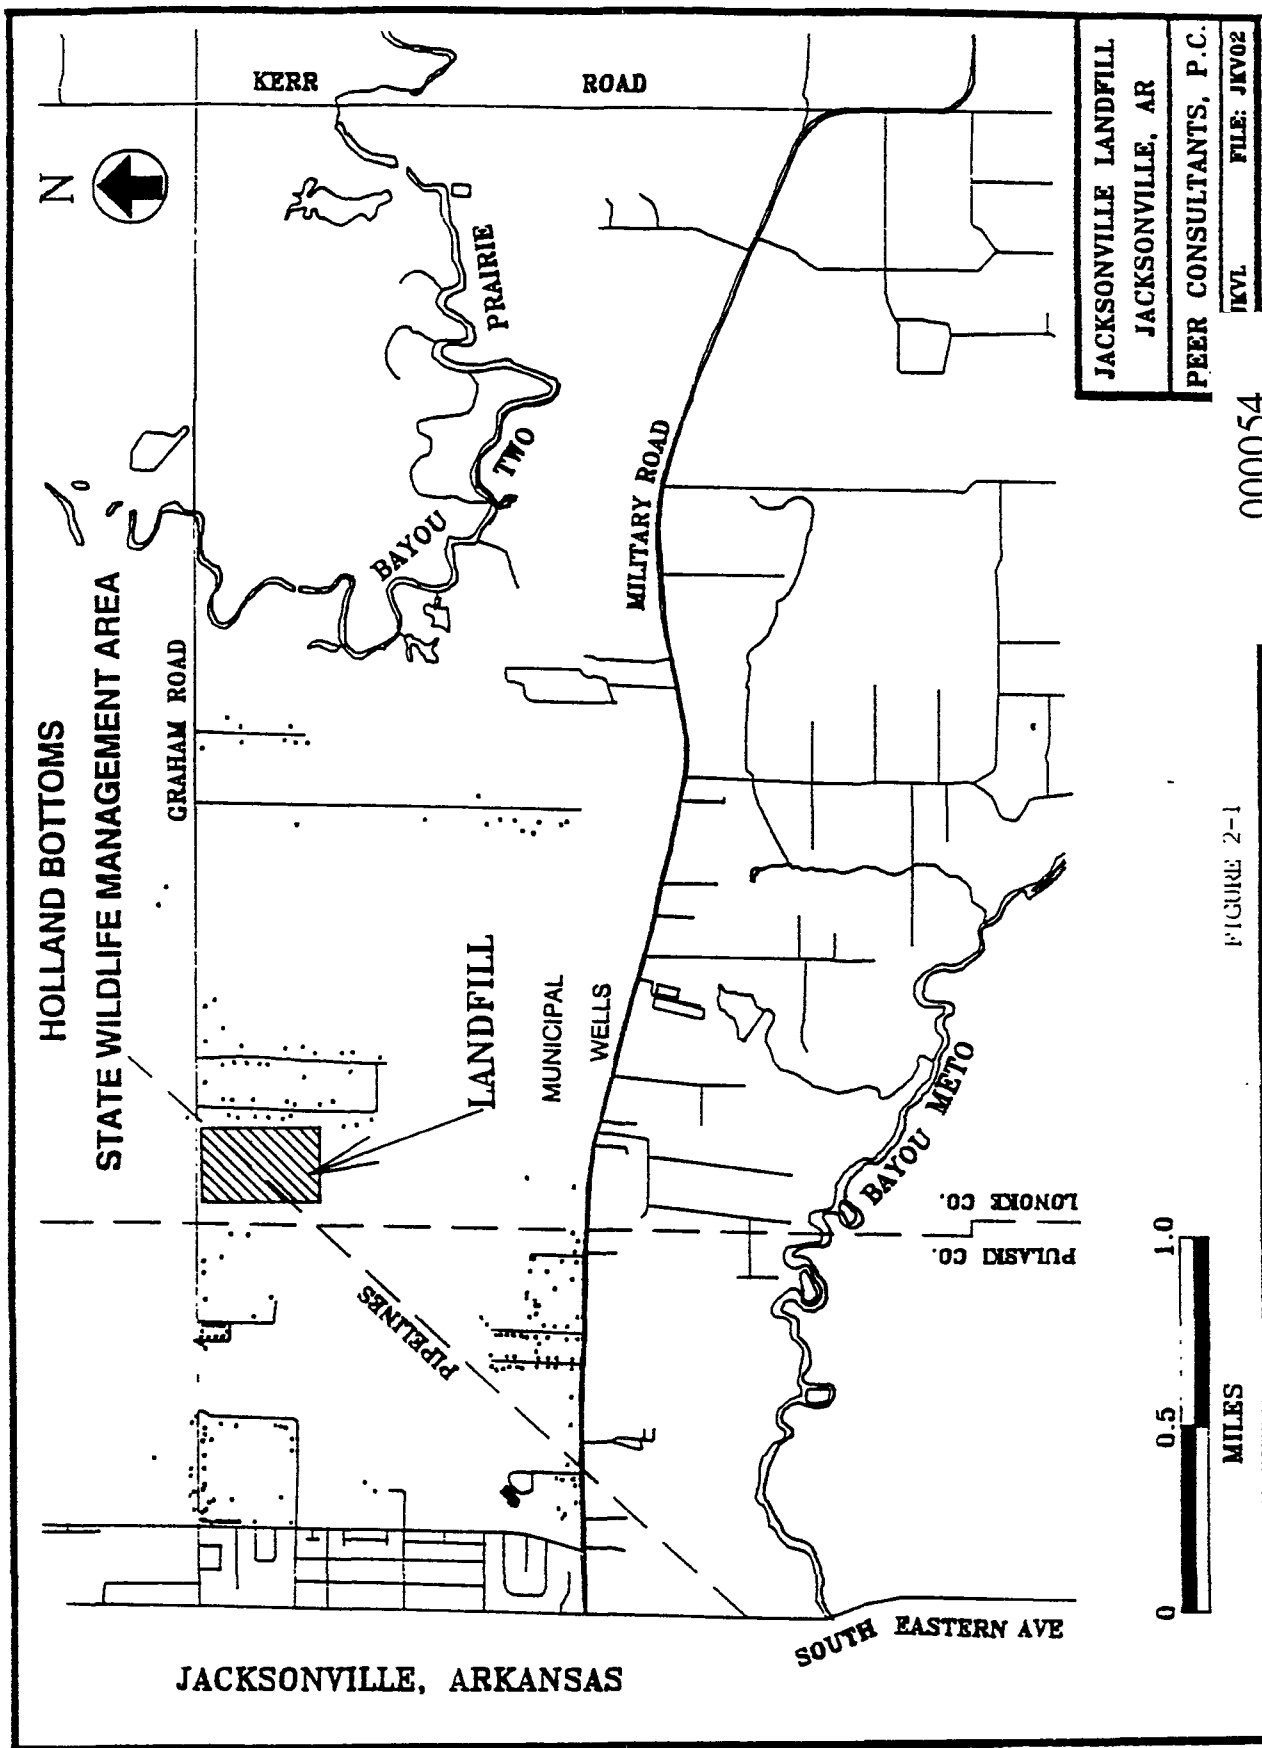 HOLLAND BOTTOMS
STATE WILDLIFE MANAGEMENT AREA
N
KERR ROAD
GRAHAM ROAD
BAYOU TWO PRAIRIE
MILITARY ROAD
LANDFILL
MUNICIPAL
WELLS
PIPELINES
BAYOU METO
LONOKE CO.
PULASKI CO.
SOUTH EASTERN AVE
JACKSONVILLE, ARKANSAS
0 0.5 1.0
MILES
JACKSONVILLE LANDFILL
JACKSONVILLE, AR
PEER CONSULTANTS, P.C.
JKVL FILE: JKV02
000054
FIGURE 2-1